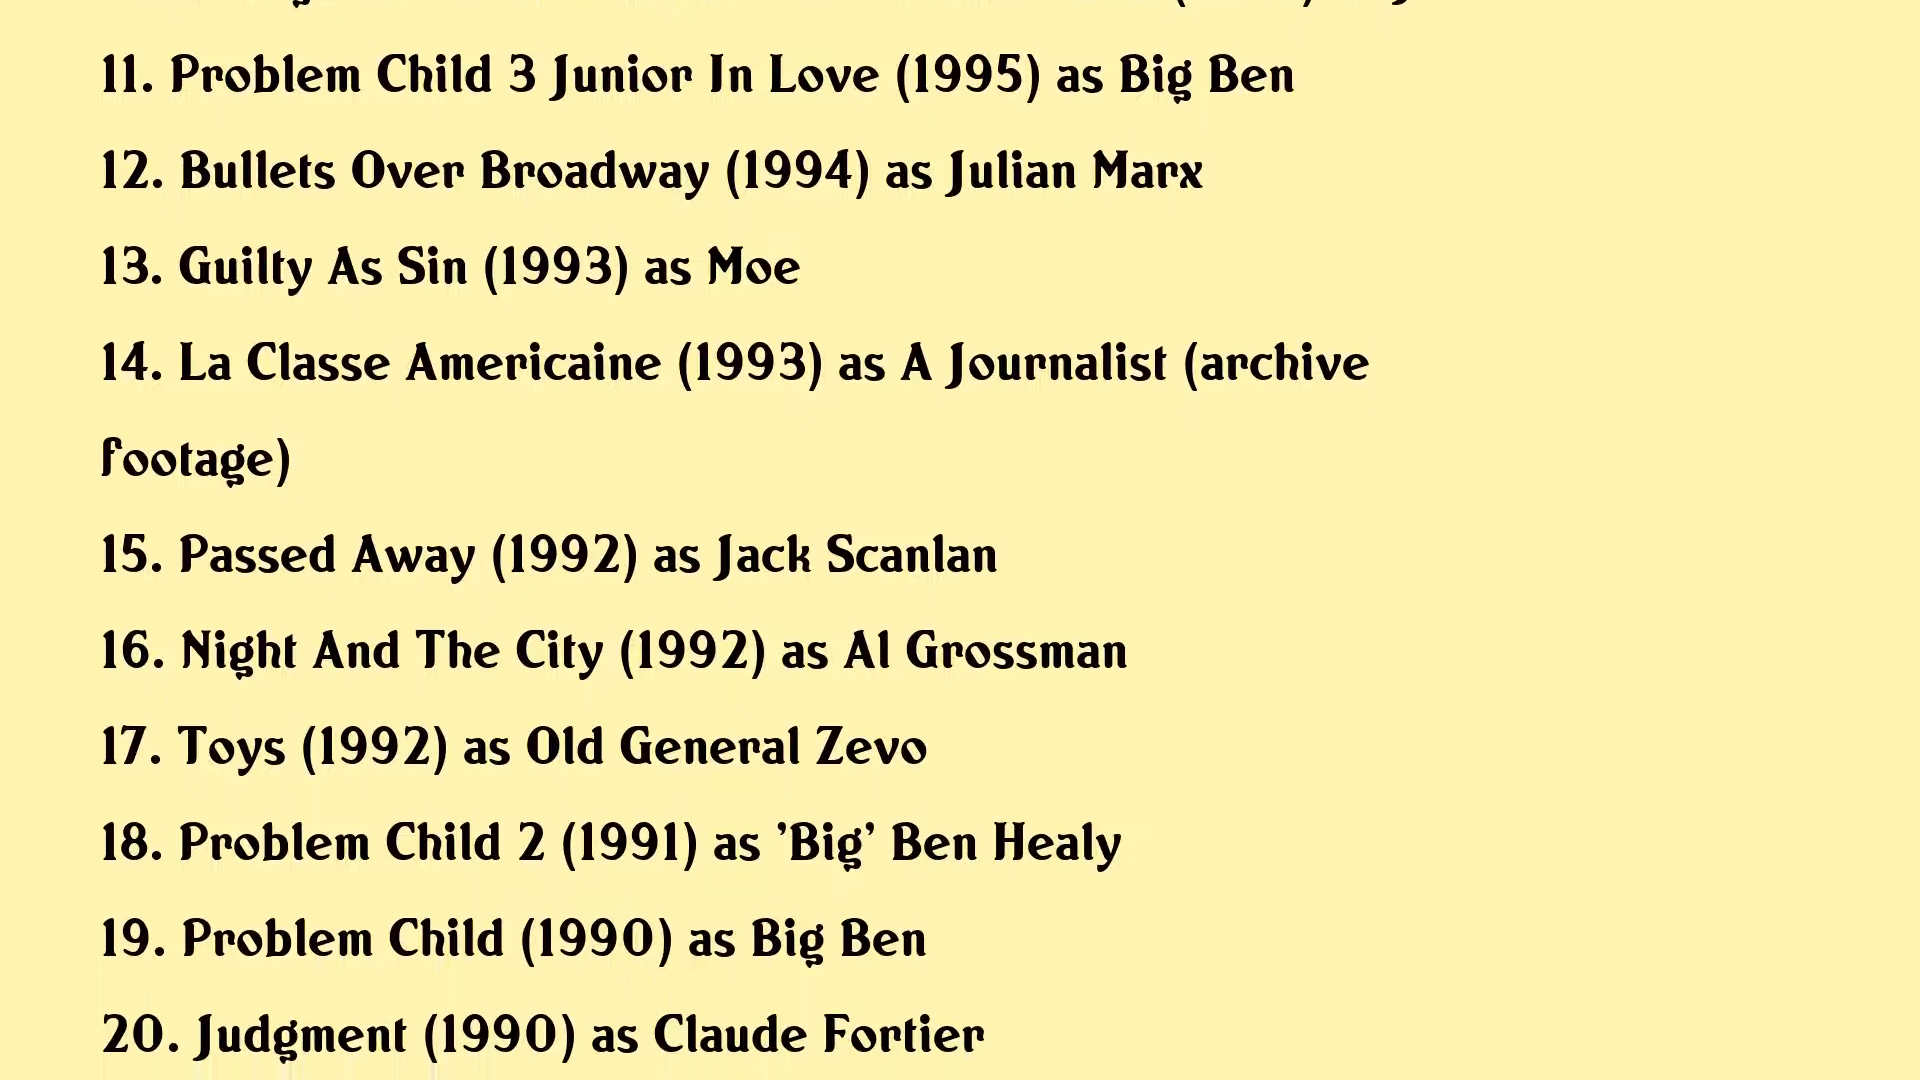 11. Problem Child 3 Junior In Love (1995) as Big Ben
12. Bullets Over Broadway (1994) as Julian Marx
13. Guilty As Sin (1993) as Moe
14. La Classe Americaine (1993) as A Journalist (archive
footage)
15. Passed Away (1992) as Jack Scanlan
16. Night And The City (1992) as Al Grossman
17. Toys (1992) as Old General Zevo
18. Problem Child 2 (1991) as 'Big' Ben Healy
19. Problem Child (1990) as Big Ben
20. Judgment (1990) as Claude Fortier